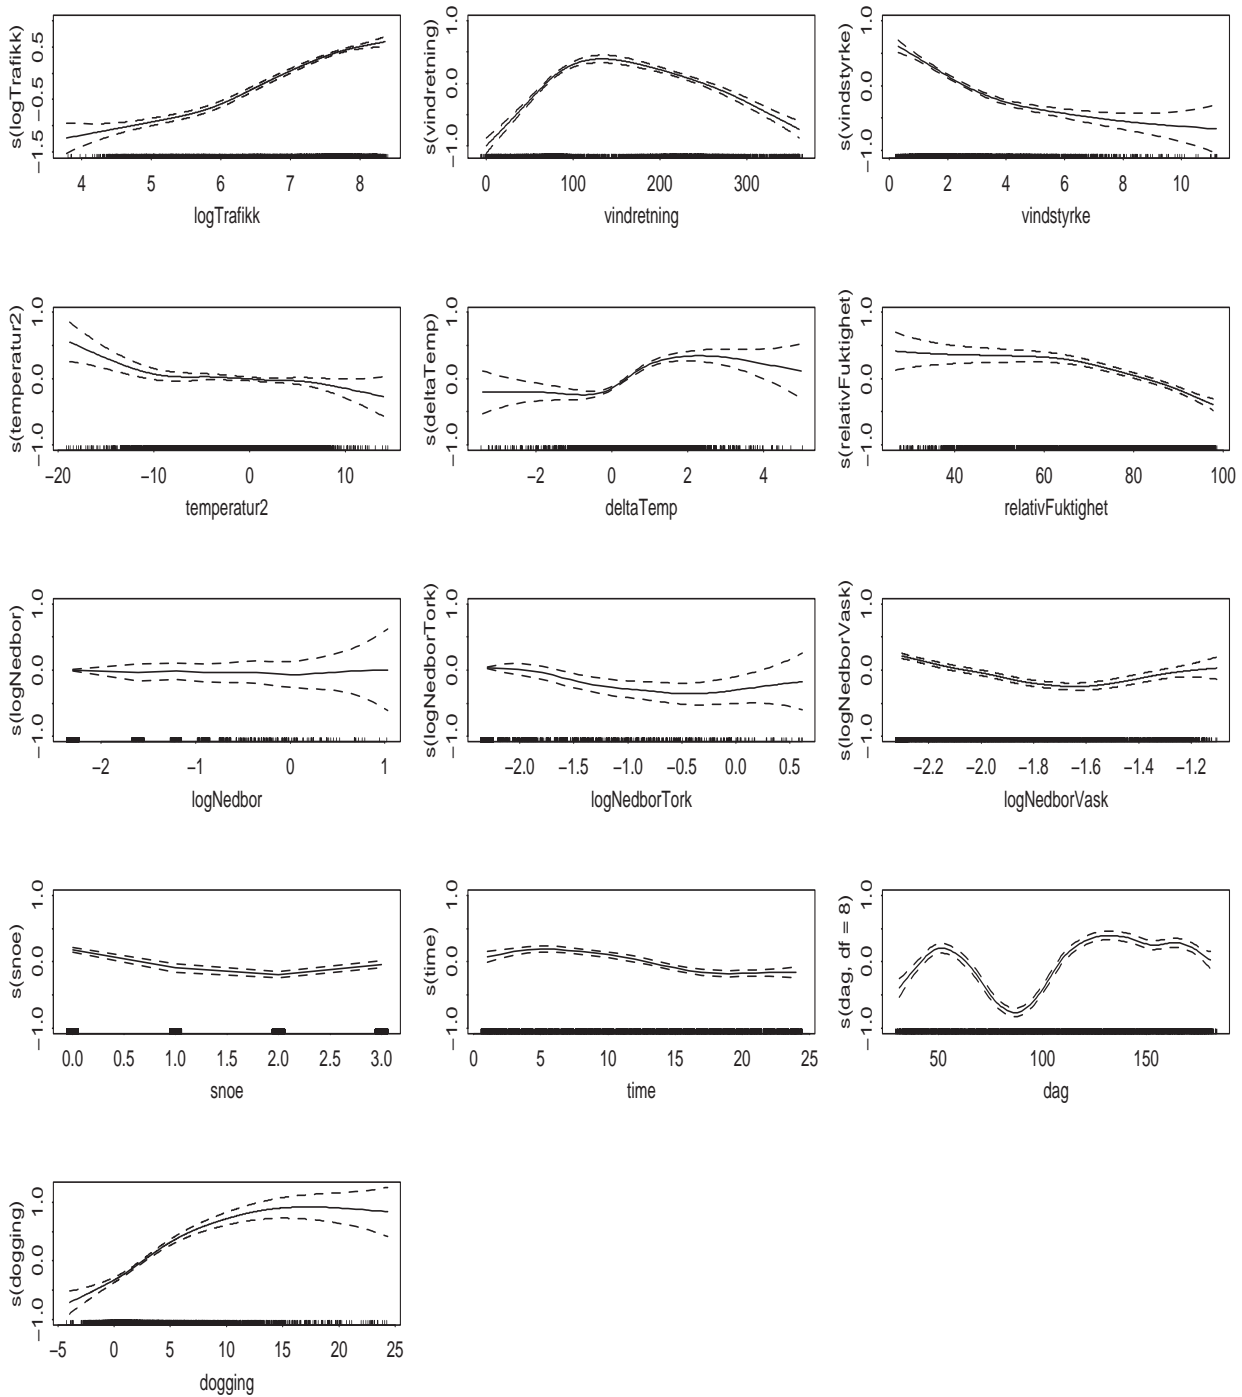 s(logTrafikk)
−1.5 −0.5 0.5
4 5 6 7 8
logTrafikk
s(vindretning)
−1.0 0.0 1.0
0 100 200 300
vindretning
s(vindstyrke)
−1.0 0.0 1.0
0 2 4 6 8 10
vindstyrke
s(temperatur2)
−1.0 0.0 1.0
−20 −10 0 10
temperatur2
s(deltaTemp)
−1.0 0.0 1.0
−2 0 2 4
deltaTemp
s(relativFuktighet)
−1.0 0.0 1.0
40 60 80 100
relativFuktighet
s(logNedbor)
−1.0 0.0 1.0
−2 −1 0 1
logNedbor
s(logNedborTork)
−1.0 0.0 1.0
−2.0 −1.5 −1.0 −0.5 0.0 0.5
logNedborTork
s(logNedborVask)
−1.0 0.0 1.0
−2.2 −2.0 −1.8 −1.6 −1.4 −1.2
logNedborVask
s(snoe)
−1.0 0.0 1.0
0.0 0.5 1.0 1.5 2.0 2.5 3.0
snoe
s(time)
−1.0 0.0 1.0
0 5 10 15 20 25
time
s(dag, df = 8)
−1.0 0.0 1.0
50 100 150
dag
s(dogging)
−1.0 0.0 1.0
−5 0 5 10 15 20 25
dogging